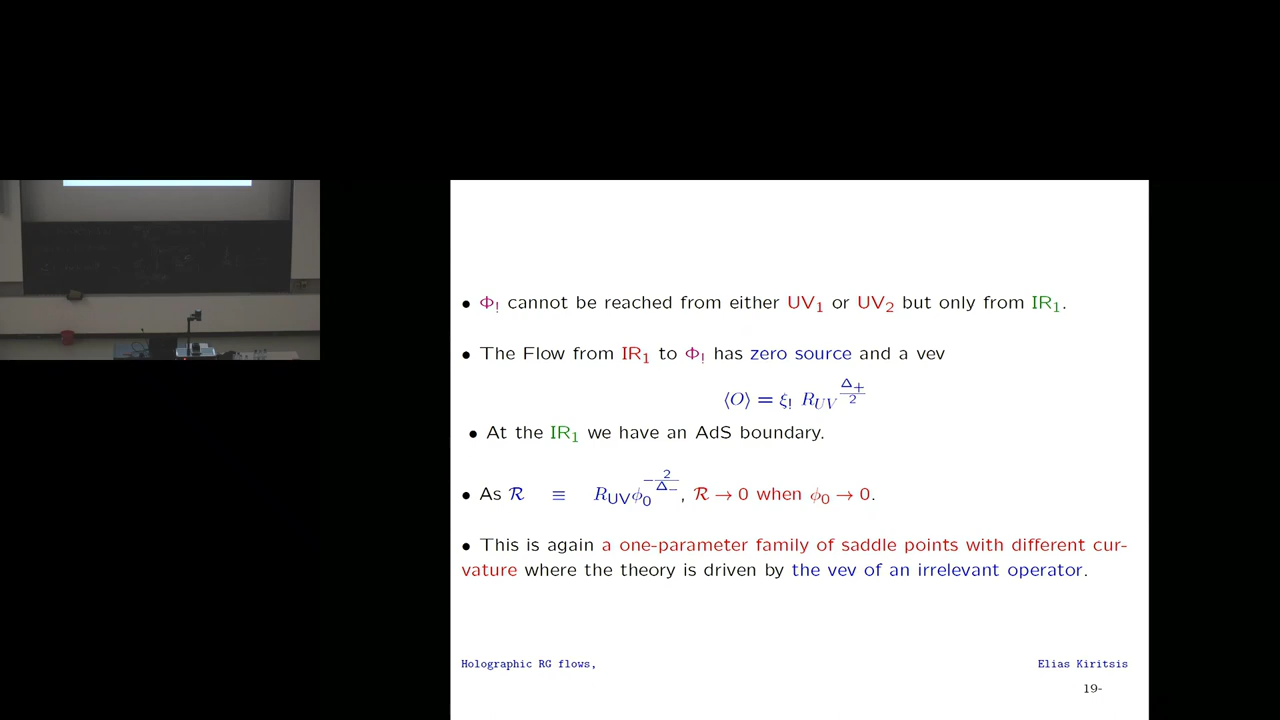 • Φ! cannot be reached from either UV1 or UV2 but only from IR1.
• The Flow from IR1 to Φ! has zero source and a vev
⟨O⟩ = ξ! R_UV^(Δ+/2)
• At the IR1 we have an AdS boundary.
• As ℛ ≡ R_UV φ0^(−2/Δ−), ℛ → 0 when φ0 → 0.
• This is again a one-parameter family of saddle points with different cur-
vature where the theory is driven by the vev of an irrelevant operator.
Holographic RG flows,
Elias Kiritsis
19-